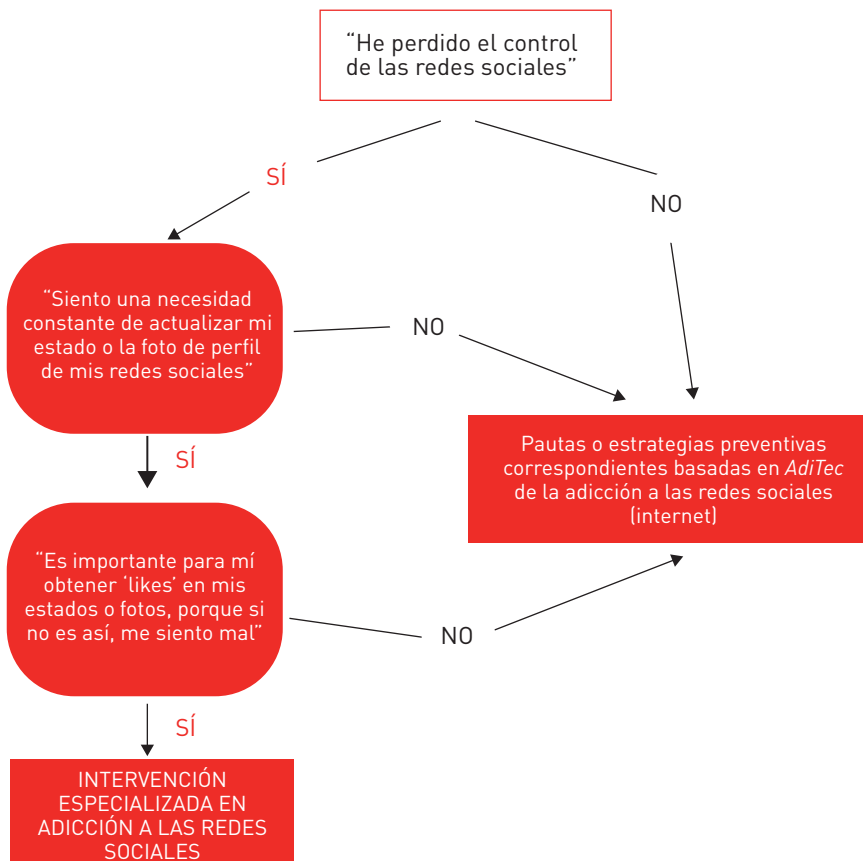 “He perdido el control
de las redes sociales”
SÍ
NO
“Siento una necesidad
constante de actualizar mi
estado o la foto de perfil
de mis redes sociales”
NO
SÍ
Pautas o estrategias preventivas
correspondientes basadas en AdiTec
de la adicción a las redes sociales
(internet)
“Es importante para mí
obtener ‘likes’ en mis
estados o fotos, porque si
no es así, me siento mal”
NO
SÍ
INTERVENCIÓN
ESPECIALIZADA EN
ADICCIÓN A LAS REDES
SOCIALES